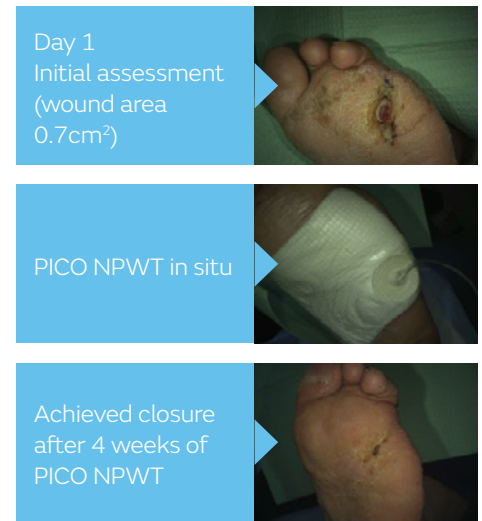 Day 1
Initial assessment
(wound area
0.7cm²)
PICO NPWT in situ
Achieved closure
after 4 weeks of
PICO NPWT